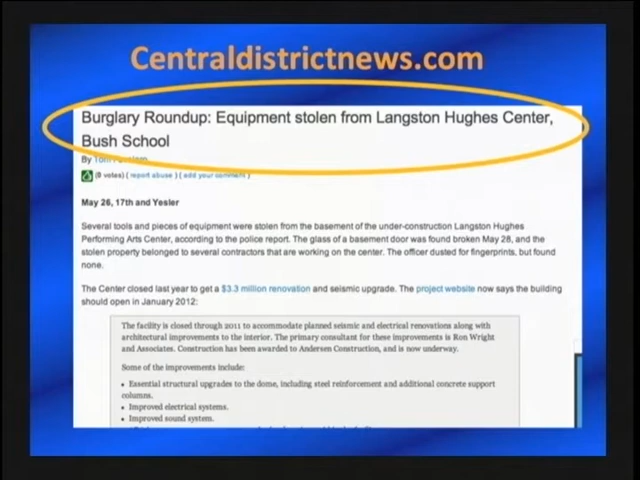 Centraldistrictnews.com
Burglary Roundup: Equipment stolen from Langston Hughes Center,
Bush School
By
(0 votes) ( report abuse ) ( add your comment )
May 26, 17th and Yesler
Several tools and pieces of equipment were stolen from the basement of the under-construction Langston Hughes
Performing Arts Center, according to the police report. The glass of a basement door was found broken May 28, and the
stolen property belonged to several contractors that are working on the center. The officer dusted for fingerprints, but found
none.
The Center closed last year to get a $3.3 million renovation and seismic upgrade. The project website now says the building
should open in January 2012:
The facility is closed through 2011 to accommodate planned seismic and electrical renovations along with
architectural improvements to the interior. The primary consultant for these improvements is Ron Wright
and Associates. Construction has been awarded to Andersen Construction, and is now underway.
Some of the improvements include:
• Essential structural upgrades to the dome, including steel reinforcement and additional concrete support
columns.
• Improved electrical systems.
• Improved sound system.